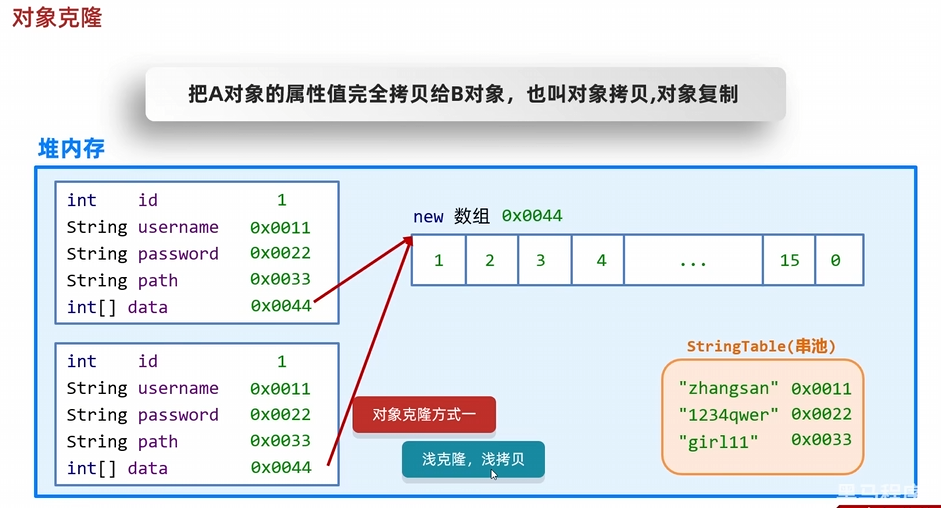 对象克隆
把A对象的属性值完全拷贝给B对象，也叫对象拷贝,对象复制
堆内存
int id 1
String username 0x0011
String password 0x0022
String path 0x0033
int[] data 0x0044
new 数组 0x0044
1 2 3 4 ... 15 0
int id 1
String username 0x0011
String password 0x0022
String path 0x0033
int[] data 0x0044
对象克隆方式一
浅克隆，浅拷贝
StringTable(串池)
"zhangsan" 0x0011
"1234qwer" 0x0022
"girl11" 0x0033